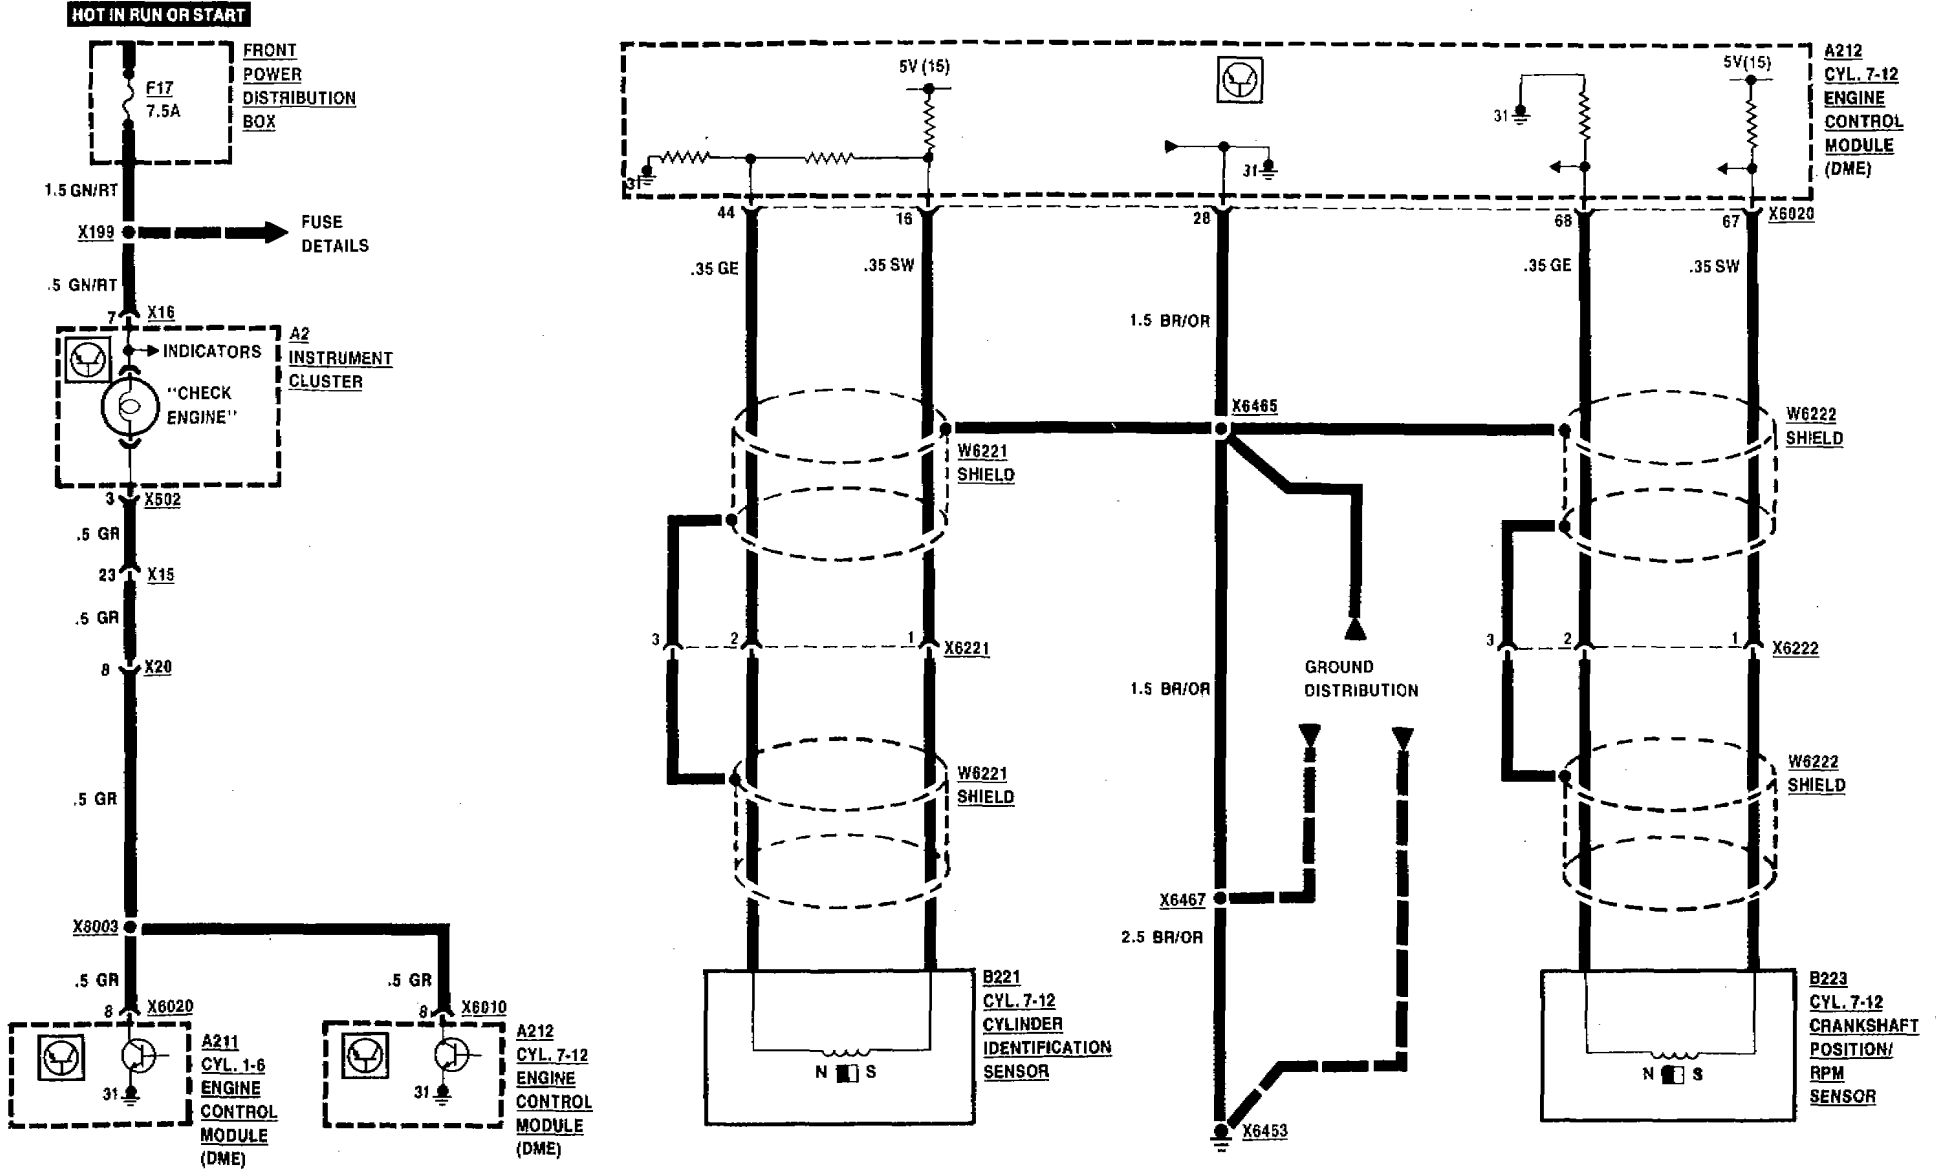 HOT IN RUN OR START
F17
7.5A
FRONT
POWER
DISTRIBUTION
BOX
1.5 GN/RT
X199
FUSE
DETAILS
.5 GN/RT
7
X16
INDICATORS
"CHECK
ENGINE"
A2
INSTRUMENT
CLUSTER
3
X502
.5 GR
23
X15
.5 GR
8
X20
.5 GR
X8003
.5 GR
.5 GR
8
X6020
8
X6010
31
A211
CYL. 1-6
ENGINE
CONTROL
MODULE
(DME)
31
A212
CYL. 7-12
ENGINE
CONTROL
MODULE
(DME)
5V (15)
31
31
31
5V (15)
A212
CYL. 7-12
ENGINE
CONTROL
MODULE
(DME)
44
16
28
68
67
X6020
.35 GE
.35 SW
1.5 BR/OR
.35 GE
.35 SW
X6465
W6221
SHIELD
W6222
SHIELD
3
2
1
X6221
3
2
1
X6222
GROUND
DISTRIBUTION
1.5 BR/OR
W6221
SHIELD
W6222
SHIELD
X6467
2.5 BR/OR
N
S
B221
CYL. 7-12
CYLINDER
IDENTIFICATION
SENSOR
X6453
N
S
B223
CYL. 7-12
CRANKSHAFT
POSITION/
RPM
SENSOR